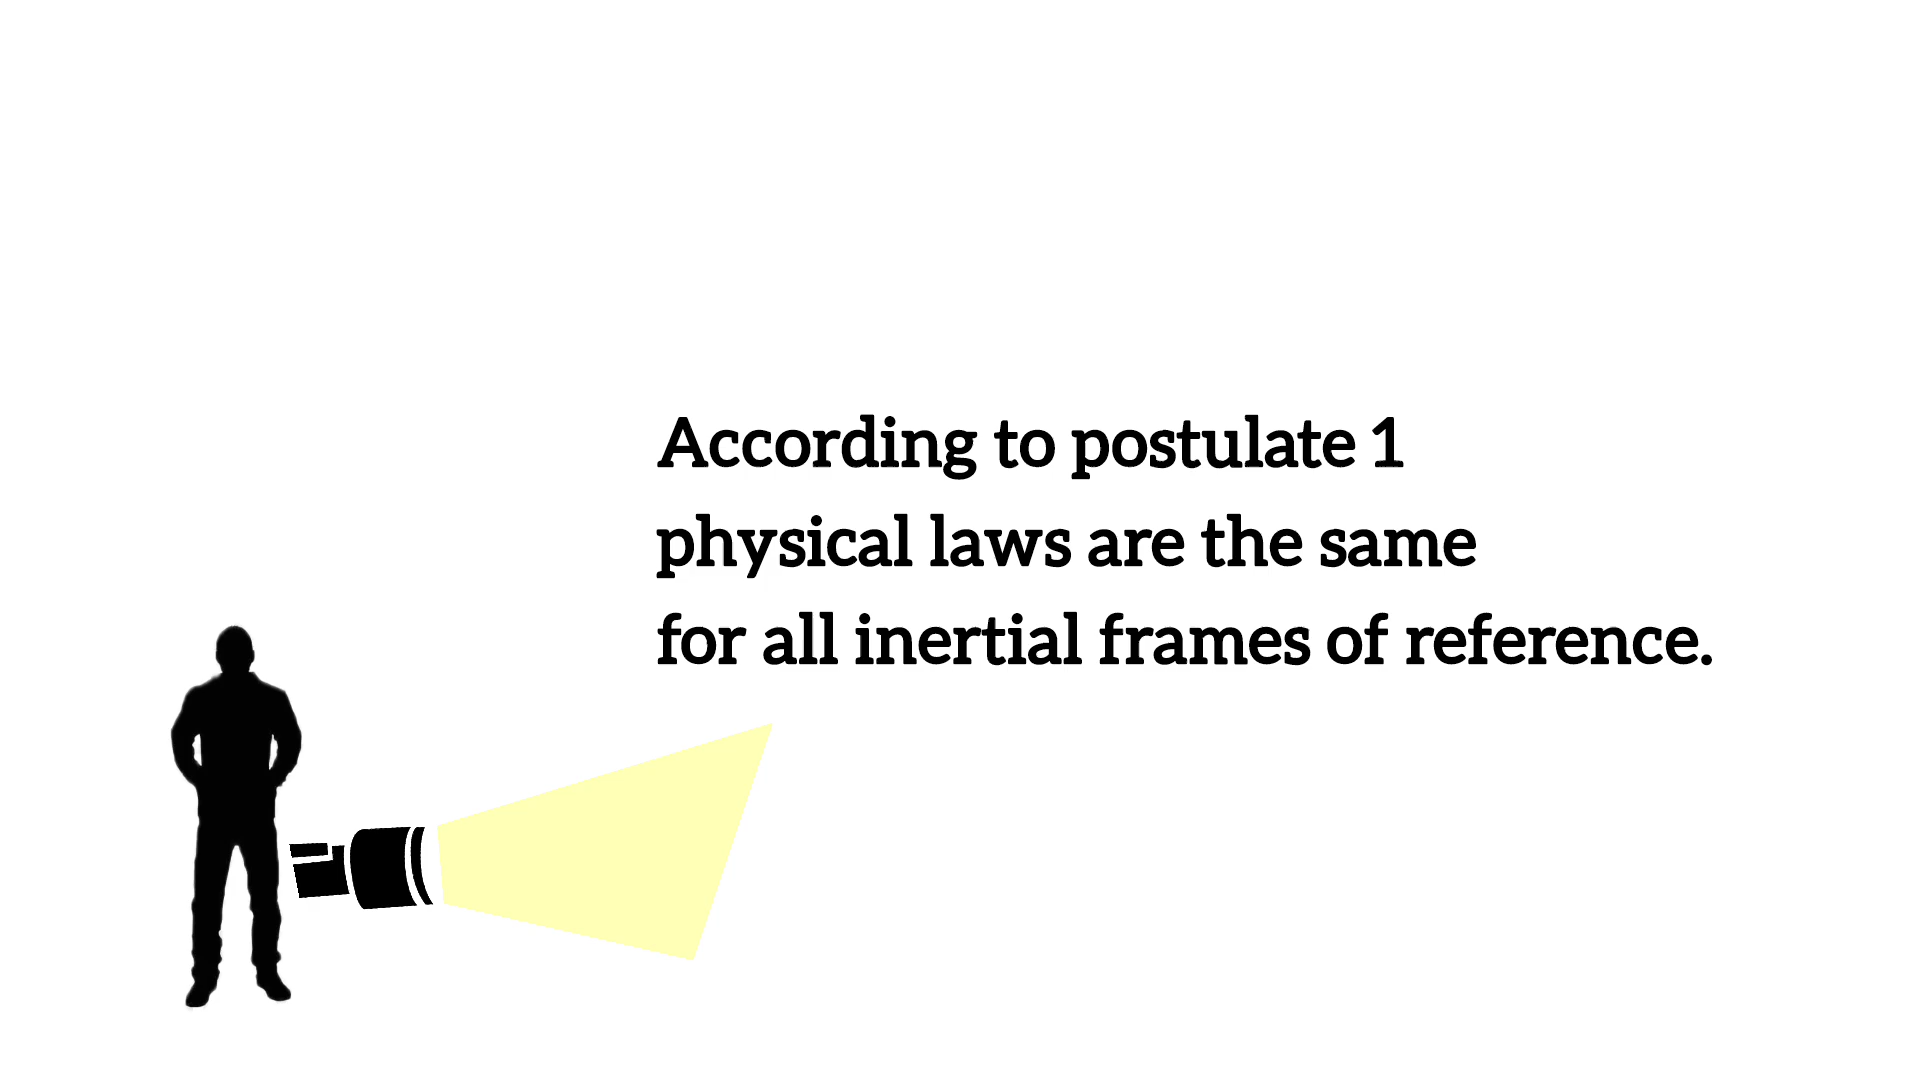 According to postulate 1
physical laws are the same
for all inertial frames of reference.